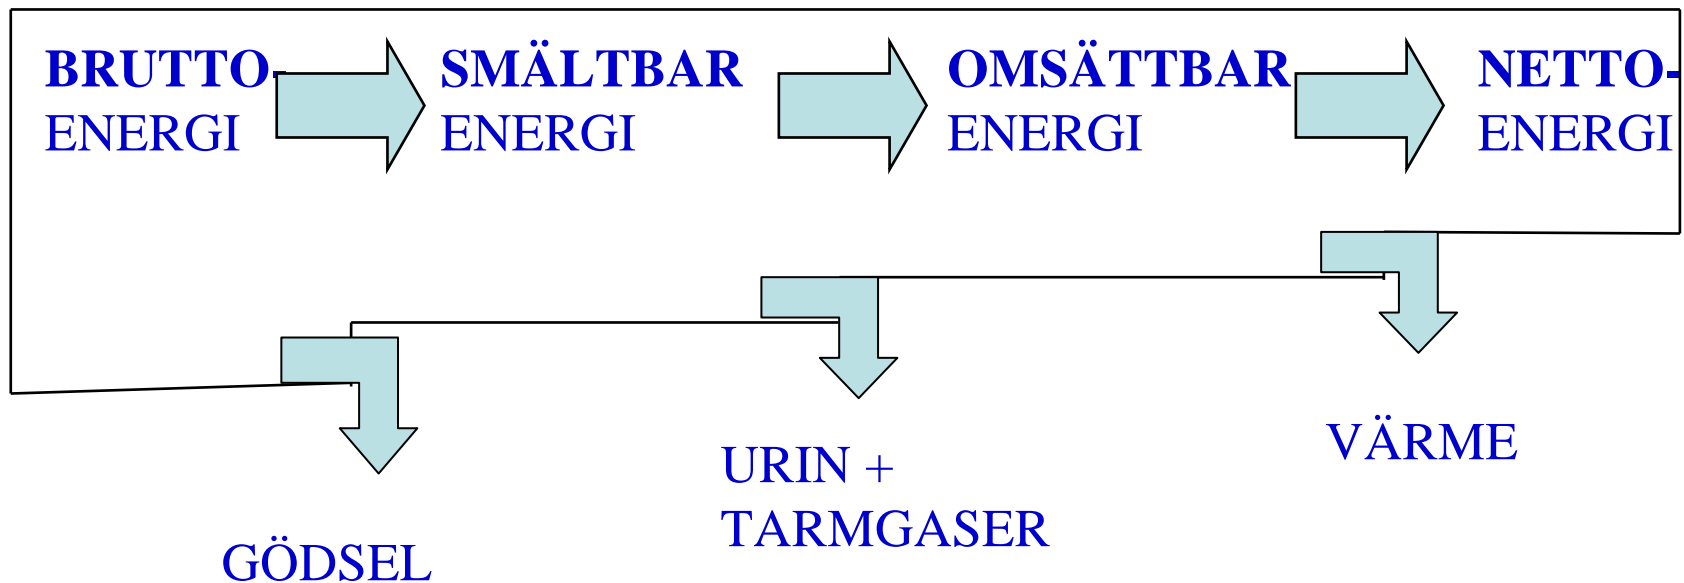 BRUTTO-
ENERGI
SMÄLTBAR
ENERGI
OMSÄTTBAR
ENERGI
NETTO-
ENERGI
VÄRME
URIN +
TARMGASER
GÖDSEL